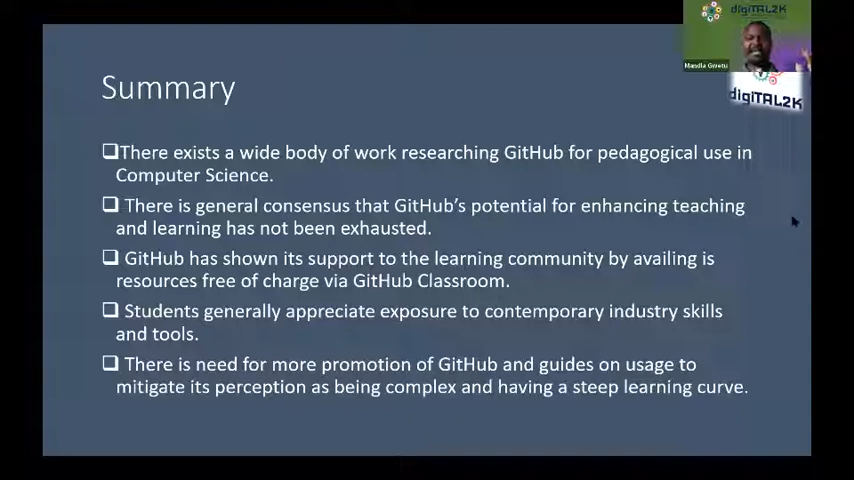 digiTAL2K
Mandla Gwetu
digiTAL2K
Summary
There exists a wide body of work researching GitHub for pedagogical use in
Computer Science.
There is general consensus that GitHub's potential for enhancing teaching
and learning has not been exhausted.
GitHub has shown its support to the learning community by availing is
resources free of charge via GitHub Classroom.
Students generally appreciate exposure to contemporary industry skills
and tools.
There is need for more promotion of GitHub and guides on usage to
mitigate its perception as being complex and having a steep learning curve.